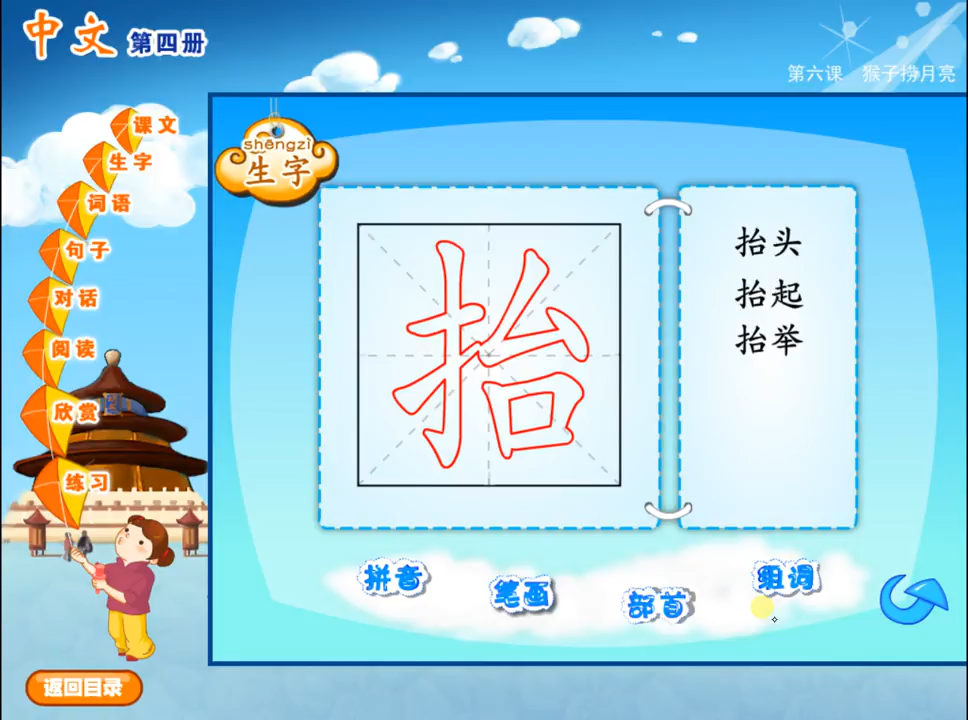 中文 第四册
第六课 猴子捞月亮
课文
生字
词语
句子
对话
阅读
欣赏
练习
返回目录
shēngzì
生字
抬
抬头
抬起
抬举
拼音
笔画
部首
组词